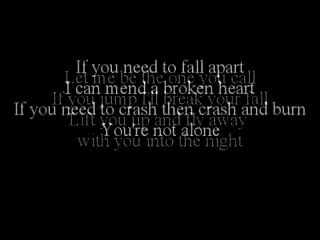 If you need to fall apart
Let me be the one you call
I can mend a broken heart
If you jump I'll break your fall
If you need to crash then crash and burn
Lift you up and fly away
You're not alone
with you into the night